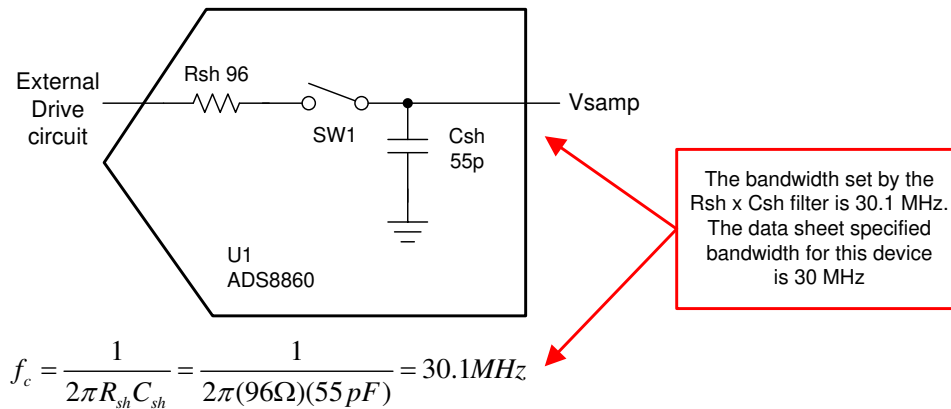 External
Drive
circuit
Rsh 96
SW1
Csh
55p
Vsamp
U1
ADS8860
The bandwidth set by the
Rsh x Csh filter is 30.1 MHz.
The data sheet specified
bandwidth for this device
is 30 MHz
f_c = 1/(2πR_shC_sh) = 1/(2π(96Ω)(55pF)) = 30.1MHz